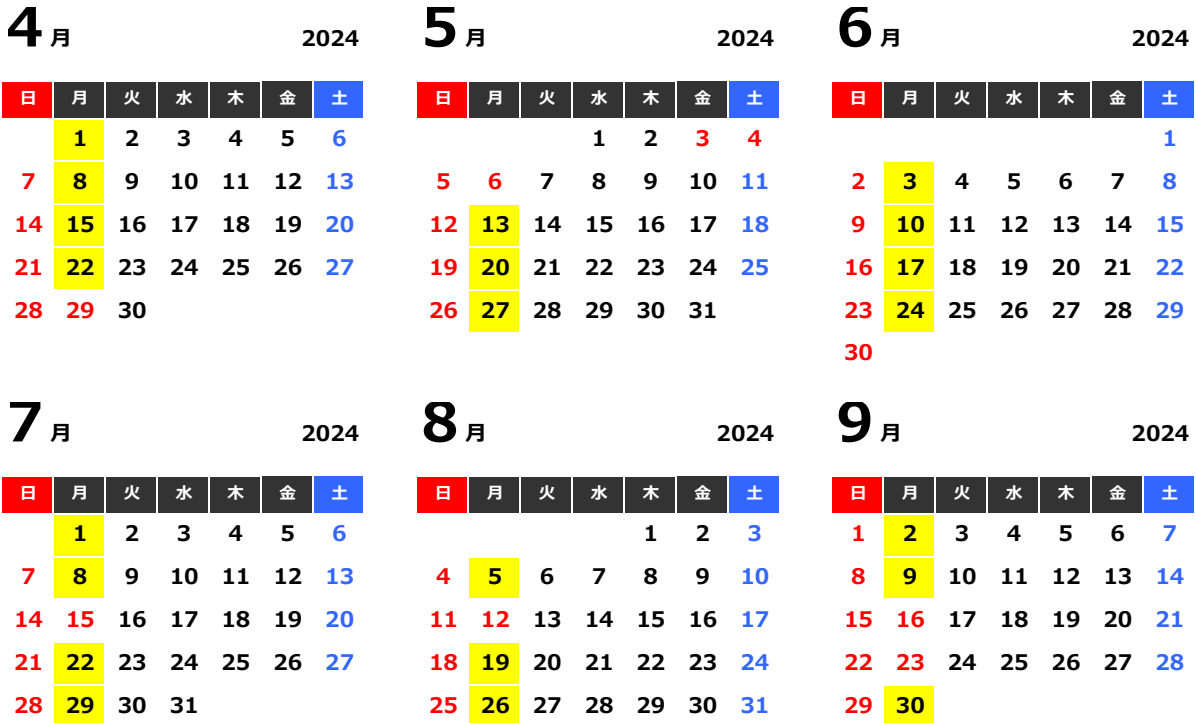 4月 2024
日 月 火 水 木 金 土
1 2 3 4 5 6
7 8 9 10 11 12 13
14 15 16 17 18 19 20
21 22 23 24 25 26 27
28 29 30
5月 2024
日 月 火 水 木 金 土
1 2 3 4
5 6 7 8 9 10 11
12 13 14 15 16 17 18
19 20 21 22 23 24 25
26 27 28 29 30 31
6月 2024
日 月 火 水 木 金 土
1
2 3 4 5 6 7 8
9 10 11 12 13 14 15
16 17 18 19 20 21 22
23 24 25 26 27 28 29
30
7月 2024
日 月 火 水 木 金 土
1 2 3 4 5 6
7 8 9 10 11 12 13
14 15 16 17 18 19 20
21 22 23 24 25 26 27
28 29 30 31
8月 2024
日 月 火 水 木 金 土
1 2 3
4 5 6 7 8 9 10
11 12 13 14 15 16 17
18 19 20 21 22 23 24
25 26 27 28 29 30 31
9月 2024
日 月 火 水 木 金 土
1 2 3 4 5 6 7
8 9 10 11 12 13 14
15 16 17 18 19 20 21
22 23 24 25 26 27 28
29 30